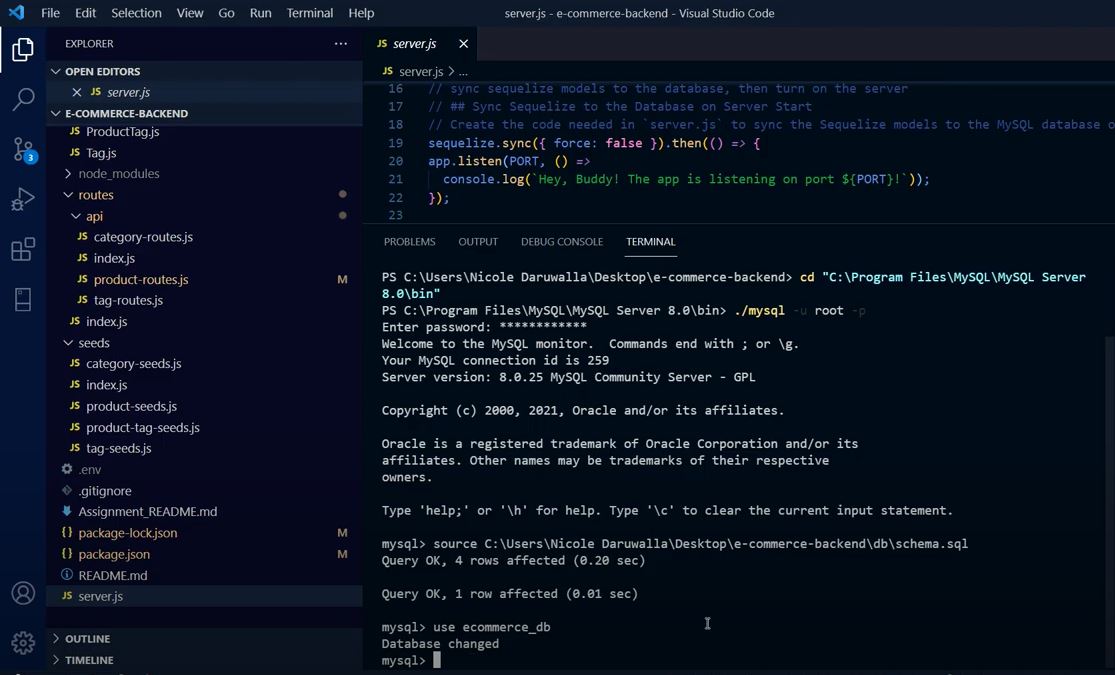 File Edit Selection View Go Run Terminal Help
server.js - e-commerce-backend - Visual Studio Code
EXPLORER
OPEN EDITORS
JS server.js
E-COMMERCE-BACKEND
JS ProductTag.js
JS Tag.js
node_modules
routes
api
JS category-routes.js
JS index.js
JS product-routes.js M
JS tag-routes.js
JS index.js
seeds
JS category-seeds.js
JS index.js
JS product-seeds.js
JS product-tag-seeds.js
JS tag-seeds.js
.env
.gitignore
Assignment_README.md
{} package-lock.json M
{} package.json M
README.md
JS server.js
OUTLINE
TIMELINE
3
JS server.js
JS server.js > ...
16 // sync sequelize models to the database, then turn on the server
17 // ## Sync Sequelize to the Database on Server Start
18 // Create the code needed in `server.js` to sync the Sequelize models to the MySQL database o
19 sequelize.sync({ force: false }).then(() => {
20 app.listen(PORT, () =>
21 console.log(`Hey, Buddy! The app is listening on port ${PORT}!`));
22 });
23
PROBLEMS OUTPUT DEBUG CONSOLE TERMINAL
PS C:\Users\Nicole Daruwalla\Desktop\e-commerce-backend> cd "C:\Program Files\MySQL\MySQL Server
8.0\bin"
PS C:\Program Files\MySQL\MySQL Server 8.0\bin> ./mysql -u root -p
Enter password: ************
Welcome to the MySQL monitor.  Commands end with ; or \g.
Your MySQL connection id is 259
Server version: 8.0.25 MySQL Community Server - GPL
Copyright (c) 2000, 2021, Oracle and/or its affiliates.
Oracle is a registered trademark of Oracle Corporation and/or its
affiliates. Other names may be trademarks of their respective
owners.
Type 'help;' or '\h' for help. Type '\c' to clear the current input statement.
mysql> source C:\Users\Nicole Daruwalla\Desktop\e-commerce-backend\db\schema.sql
Query OK, 4 rows affected (0.20 sec)
Query OK, 1 row affected (0.01 sec)
mysql> use ecommerce_db
Database changed
mysql>